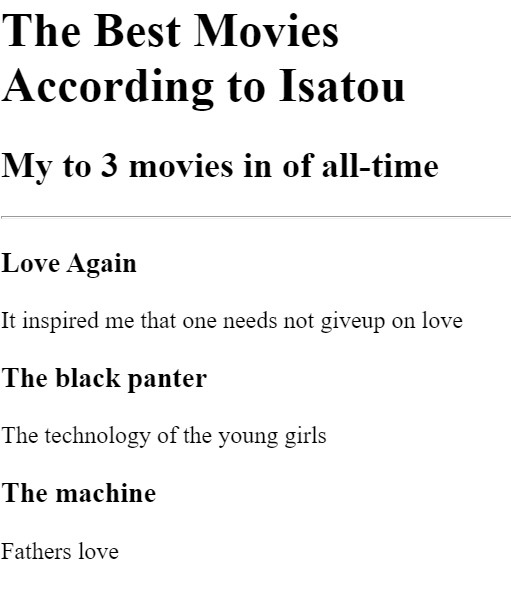 The Best Movies
According to Isatou
My to 3 movies in of all-time
Love Again
It inspired me that one needs not giveup on love
The black panter
The technology of the young girls
The machine
Fathers love